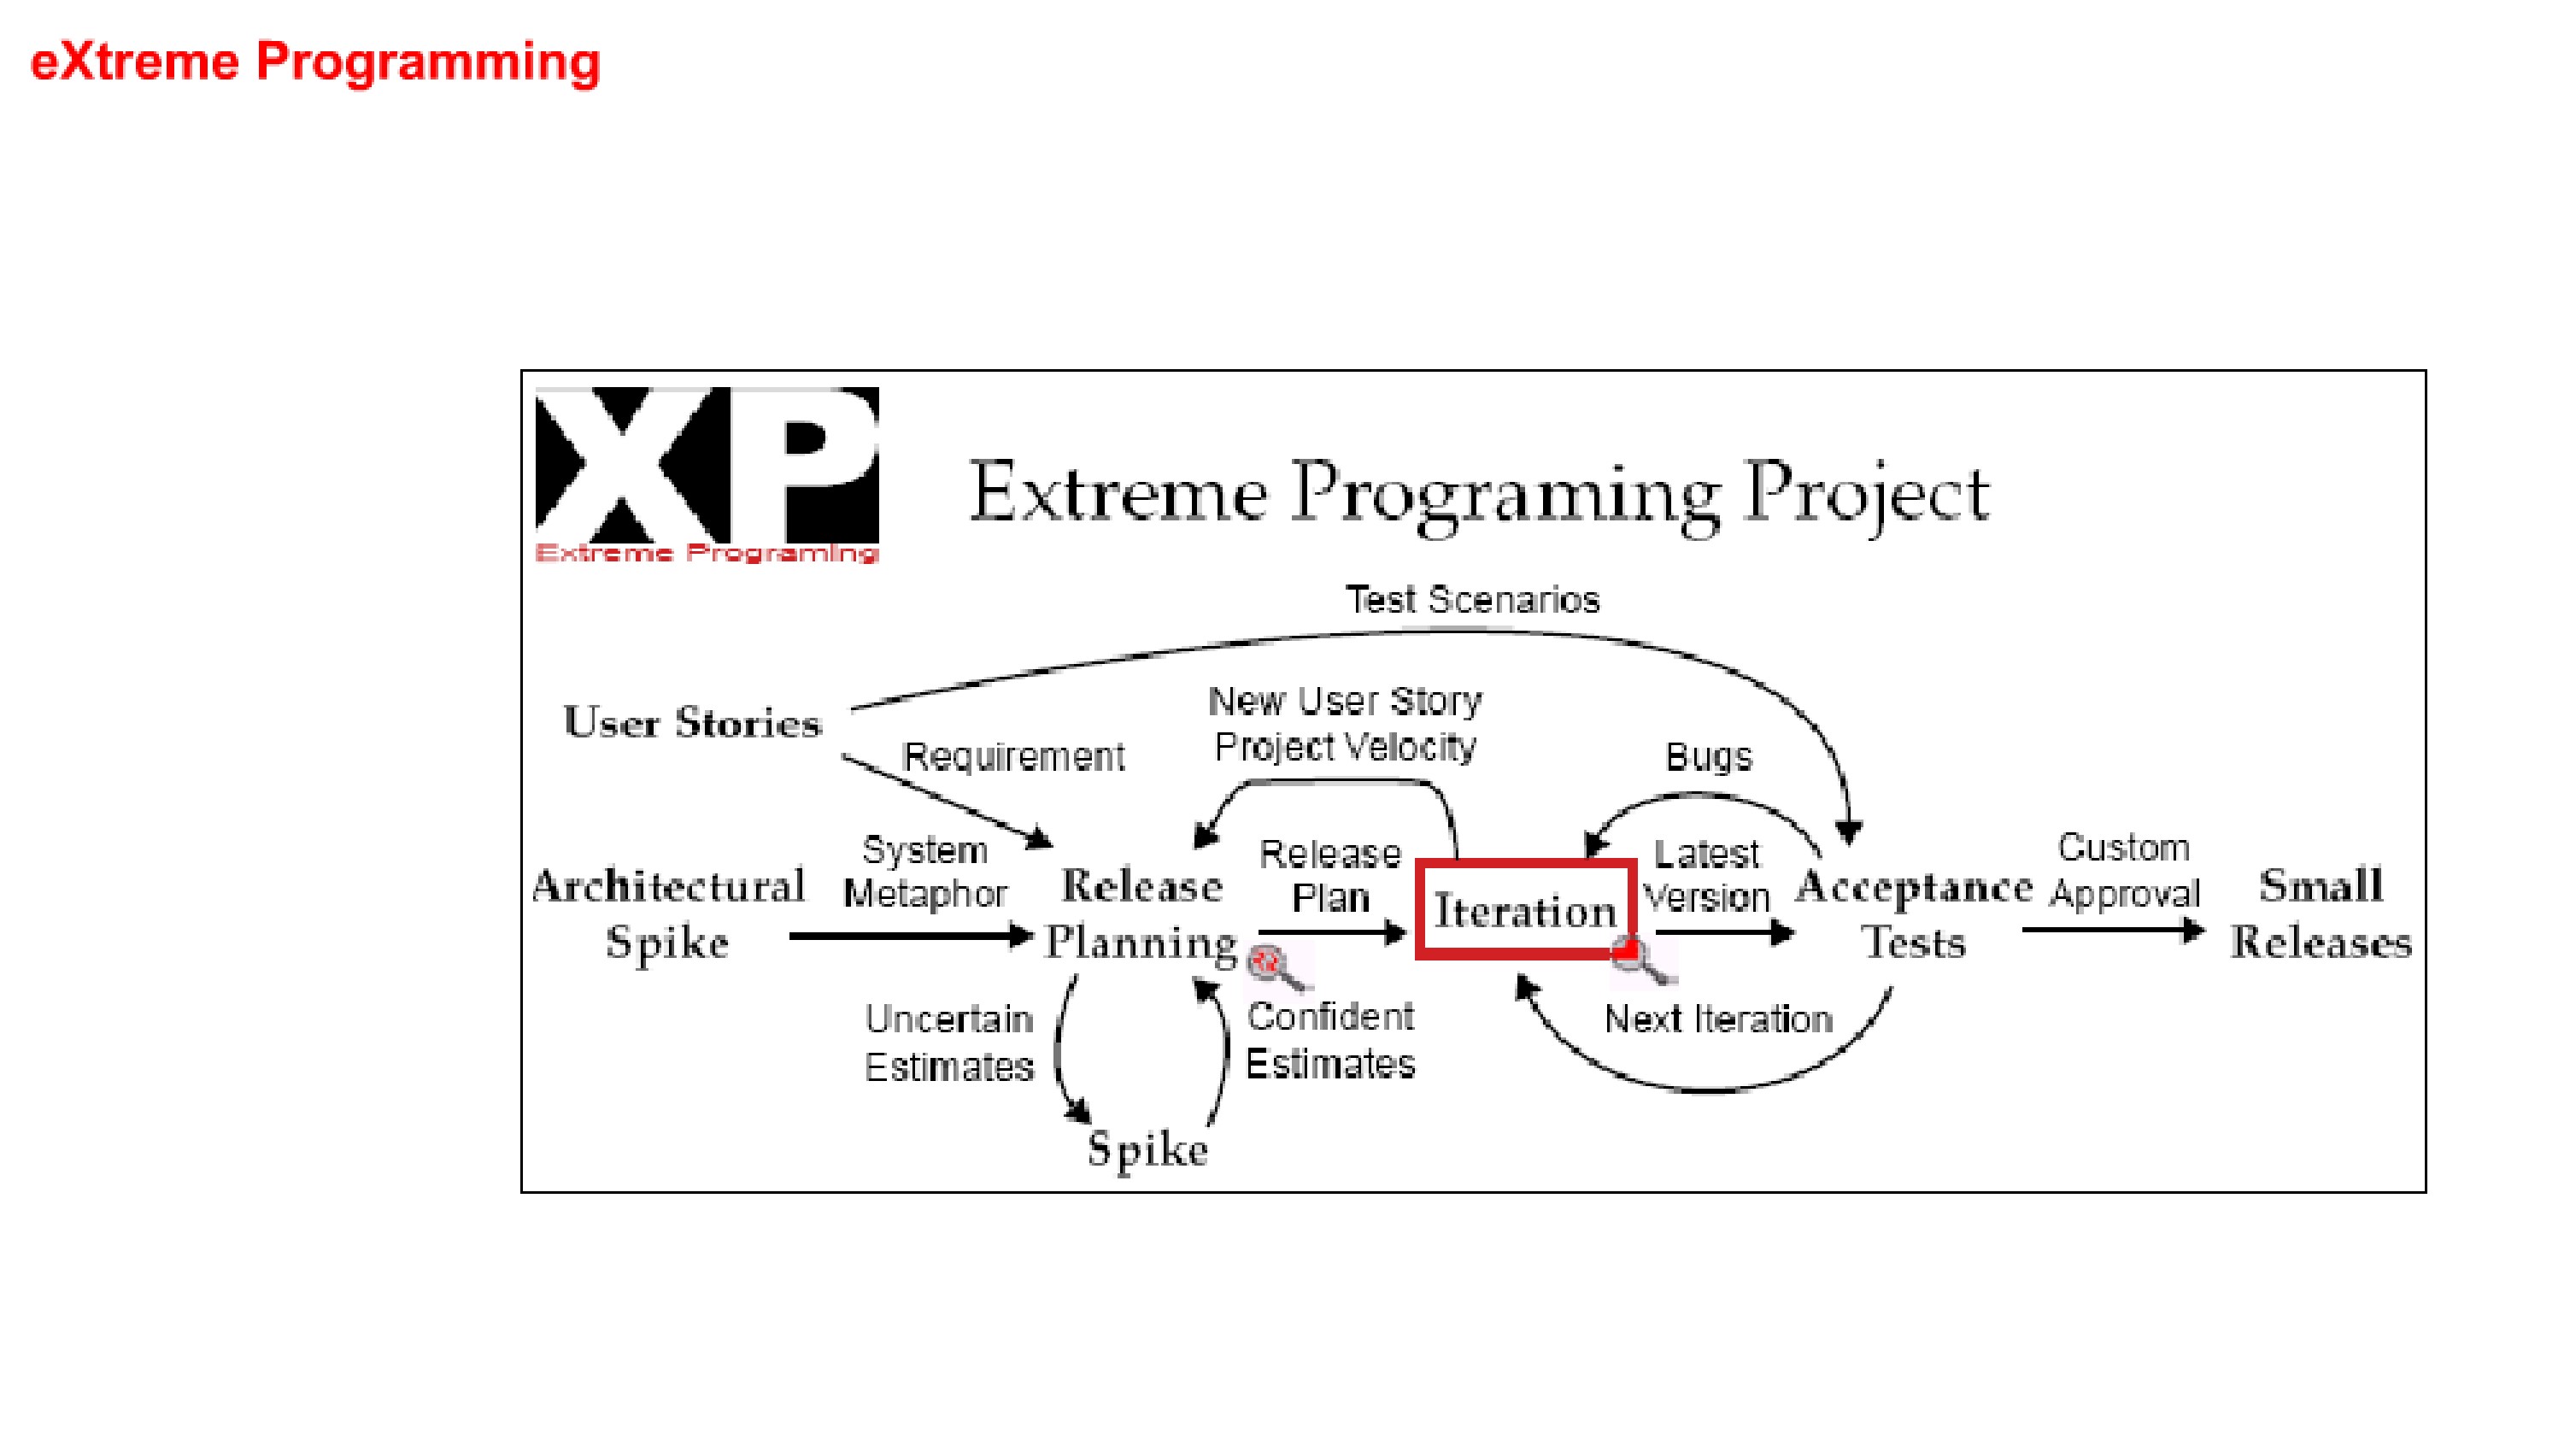 eXtreme Programming
XP
Extreme Programing
Extreme Programing Project
Test Scenarios
User Stories
New User Story
Project Velocity
Requirement
Bugs
System
Metaphor
Release
Plan
Latest
Version
Custom
Approval
Architectural
Spike
Release
Planning
Iteration
Acceptance
Tests
Small
Releases
Uncertain
Estimates
Confident
Estimates
Next Iteration
Spike